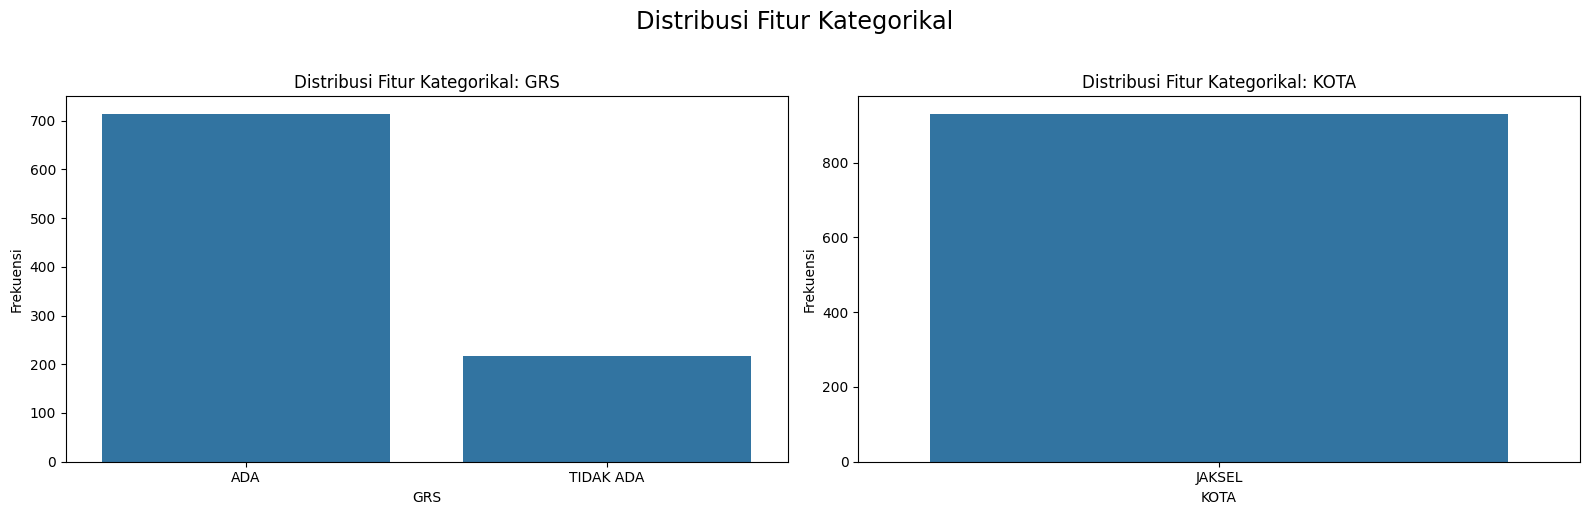 Distribusi Fitur Kategorikal
Distribusi Fitur Kategorikal: GRS
700
600
500
400
300
200
100
0
Frekuensi
ADA
TIDAK ADA
GRS
Distribusi Fitur Kategorikal: KOTA
800
600
400
200
0
Frekuensi
JAKSEL
KOTA